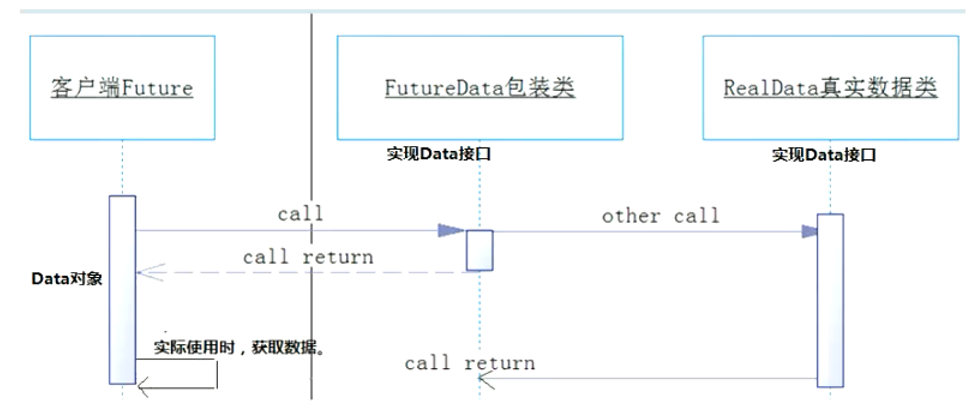 客户端Future
FutureData包装类
RealData真实数据类
实现Data接口
实现Data接口
call
other call
call return
Data对象
实际使用时，获取数据。
call return